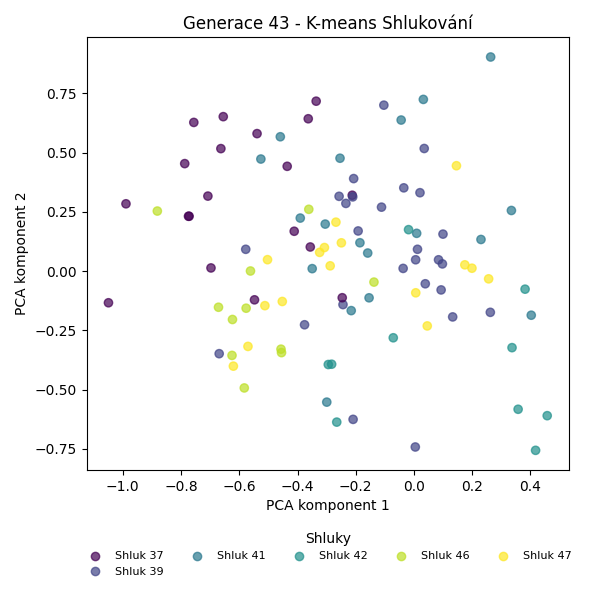 Generace 43 - K-means Shlukování
PCA komponent 2
0.75
0.50
0.25
0.00
−0.25
−0.50
−0.75
−1.0 −0.8 −0.6 −0.4 −0.2 0.0 0.2 0.4
PCA komponent 1
Shluky
Shluk 37 Shluk 41 Shluk 42 Shluk 46 Shluk 47
Shluk 39